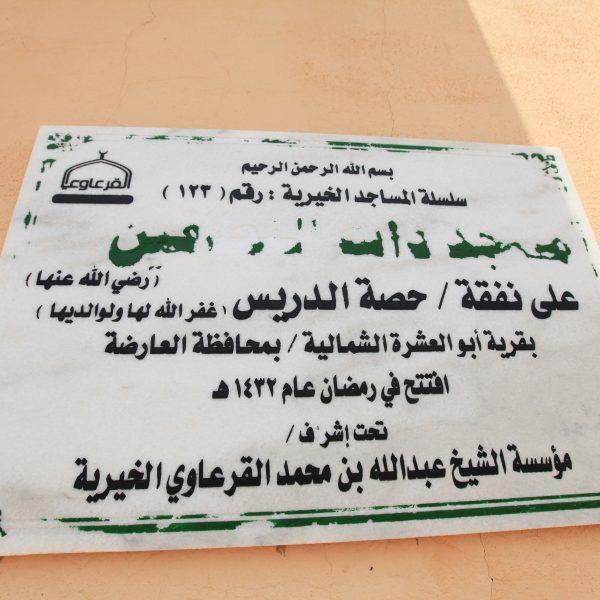 القرعاوي
بسم الله الرحمن الرحيم
سلسلة المساجد الخيرية : رقم ( ١٢٣ )
مسجد
(رضي الله عنها)
على نفقة / حصة الدريس (غفر الله لها ولوالديها)
بقرية أبو العشرة الشمالية / بمحافظة العارضة
افتتح في رمضان عام ١٤٣٢ هـ
تحت إشرف /
مؤسسة الشيخ عبدالله بن محمد القرعاوي الخيرية